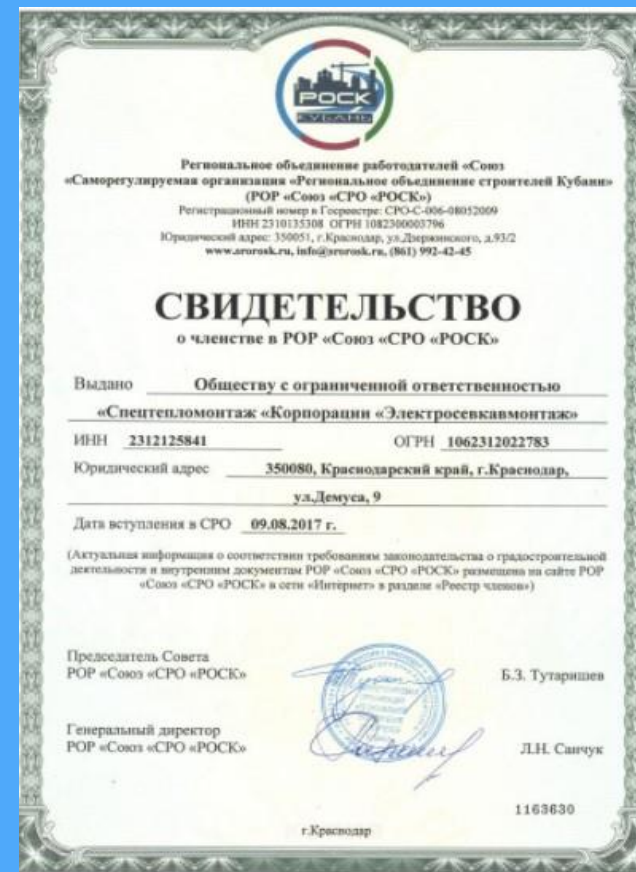 РОСК
КУБАНЬ
Региональное объединение работодателей «Союз
«Саморегулируемая организация «Региональное объединение строителей Кубани»
(РОР «Союз «СРО «РОСК»)
Регистрационный номер в Госреестре: СРО-С-006-08052009
ИНН 2310135308 ОГРН 1082300003796
Юридический адрес: 350051, г.Краснодар, ул.Дзержинского, д.93/2
www.srorosk.ru, info@srorosk.ru, (861) 992-42-45
СВИДЕТЕЛЬСТВО
о членстве в РОР «Союз «СРО «РОСК»
Выдано Обществу с ограниченной ответственностью
«Спецтепломонтаж «Корпорации «Электросевкавмонтаж»
ИНН 2312125841 ОГРН 1062312022783
Юридический адрес 350080, Краснодарский край, г.Краснодар,
ул.Демуса, 9
Дата вступления в СРО 09.08.2017 г.
(Актуальная информация о соответствии требованиям законодательства о градостроительной
деятельности и внутренним документам РОР «Союз «СРО «РОСК» размещена на сайте РОР
«Союз «СРО «РОСК» в сети «Интернет» в разделе «Реестр членов»)
Председатель Совета
РОР «Союз «СРО «РОСК» Б.З. Тутаришев
Генеральный директор
РОР «Союз «СРО «РОСК» Л.Н. Санчук
1163630
г.Краснодар